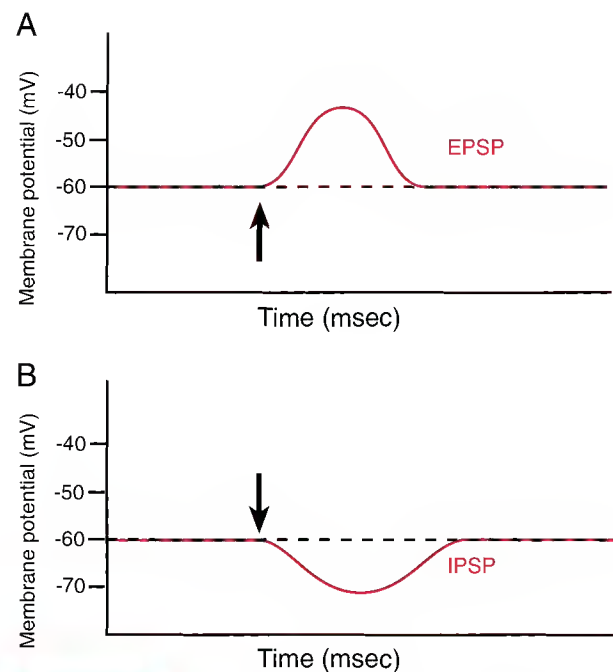 A
Membrane potential (mV)
-40
-50
-60
-70
EPSP
Time (msec)
B
Membrane potential (mV)
-40
-50
-60
-70
IPSP
Time (msec)